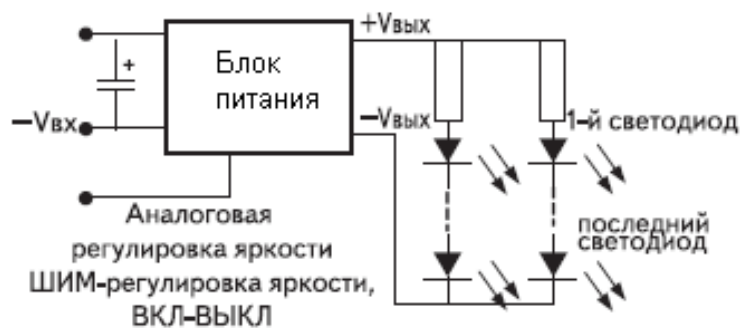 +Vвых
Блок
питания
+
−Vвх
−Vвых
1–й светодиод
последний
светодиод
Аналоговая
регулировка яркости
ШИМ–регулировка яркости,
ВКЛ–ВЫКЛ